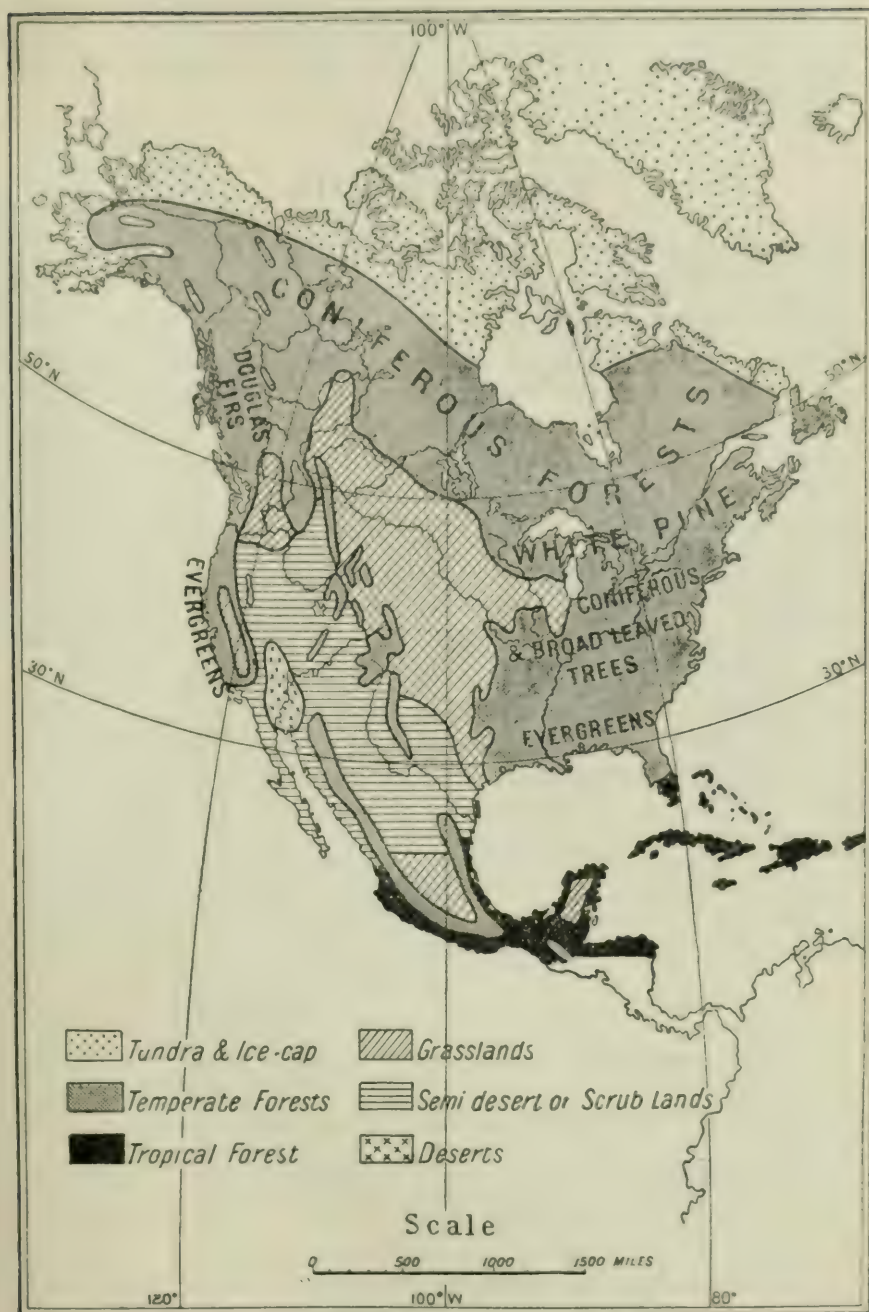 100° W
CONIFEROUS FORESTS
DOUGLAS
FIRS
50° N
50° N
WHITE PINE
EVERGREENS
CONIFEROUS
& BROAD LEAVED
TREES
30° N
30° N
EVERGREENS
Tundra & Ice-cap
Grasslands
Temperate Forests
Semi desert or Scrub Lands
Tropical Forest
Deserts
Scale
0 500 1000 1500 MILES
120° 100° W 80°